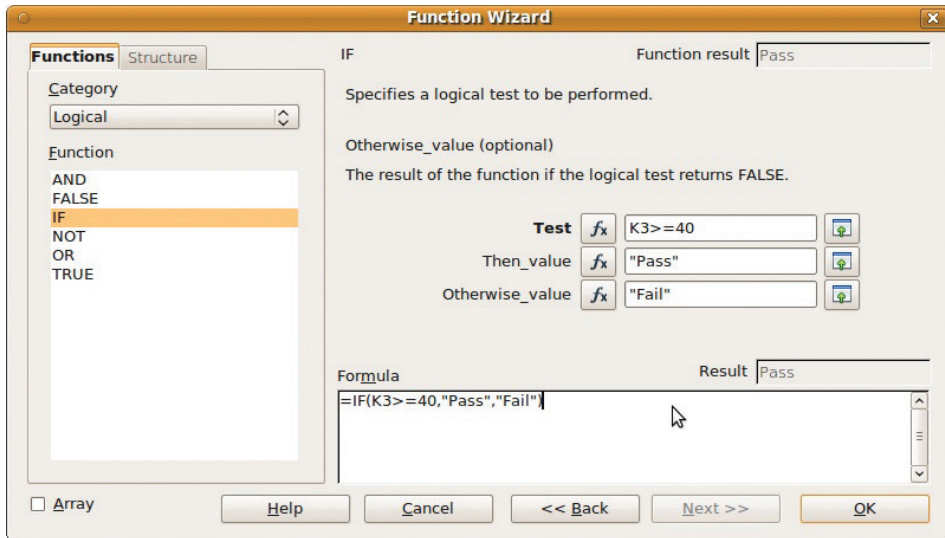 Function Wizard
Functions
Structure
Category
Logical
Function
AND
FALSE
IF
NOT
OR
TRUE
IF
Function result Pass
Specifies a logical test to be performed.
Otherwise_value (optional)
The result of the function if the logical test returns FALSE.
Test fx K3>=40
Then_value fx "Pass"
Otherwise_value fx "Fail"
Formula
Result Pass
=IF(K3>=40,"Pass","Fail")
Array
Help
Cancel
<< Back
Next >>
OK